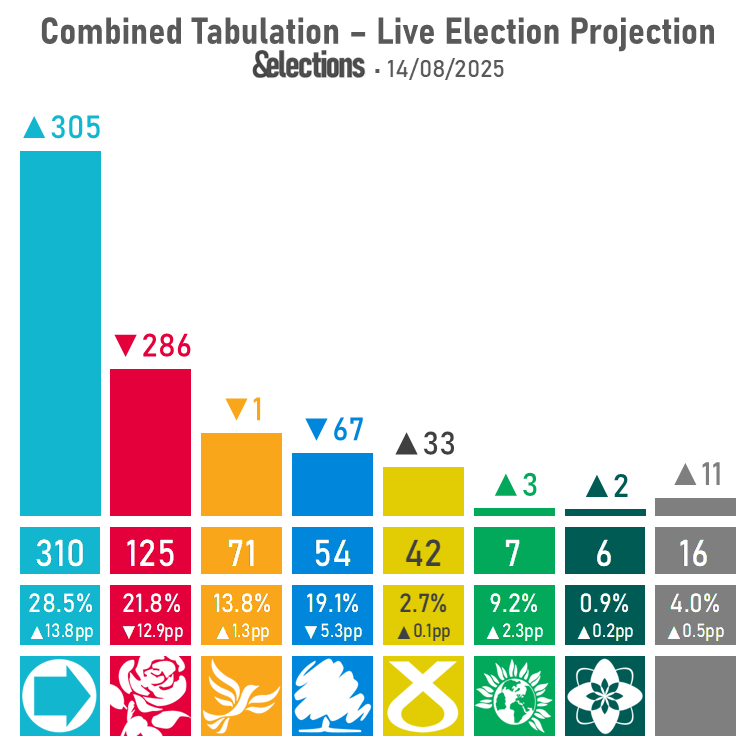 Combined Tabulation – Live Election Projection
&elections · 14/08/2025
▲305
▼286
▼1
▼67
▲33
▲3
▲2
▲11
310 125 71 54 42 7 6 16
28.5% 21.8% 13.8% 19.1% 2.7% 9.2% 0.9% 4.0%
▲13.8pp ▼12.9pp ▲1.3pp ▼5.3pp ▲0.1pp ▲2.3pp ▲0.2pp ▲0.5pp